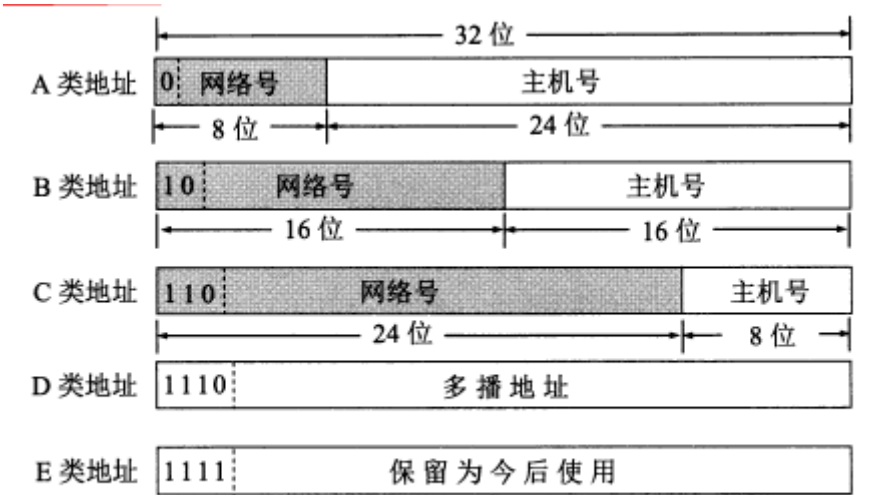 32 位
A 类地址 0 网络号 主机号
8 位 24 位
B 类地址 10 网络号 主机号
16 位 16 位
C 类地址 110 网络号 主机号
24 位 8 位
D 类地址 1110 多播地址
E 类地址 1111 保留为今后使用